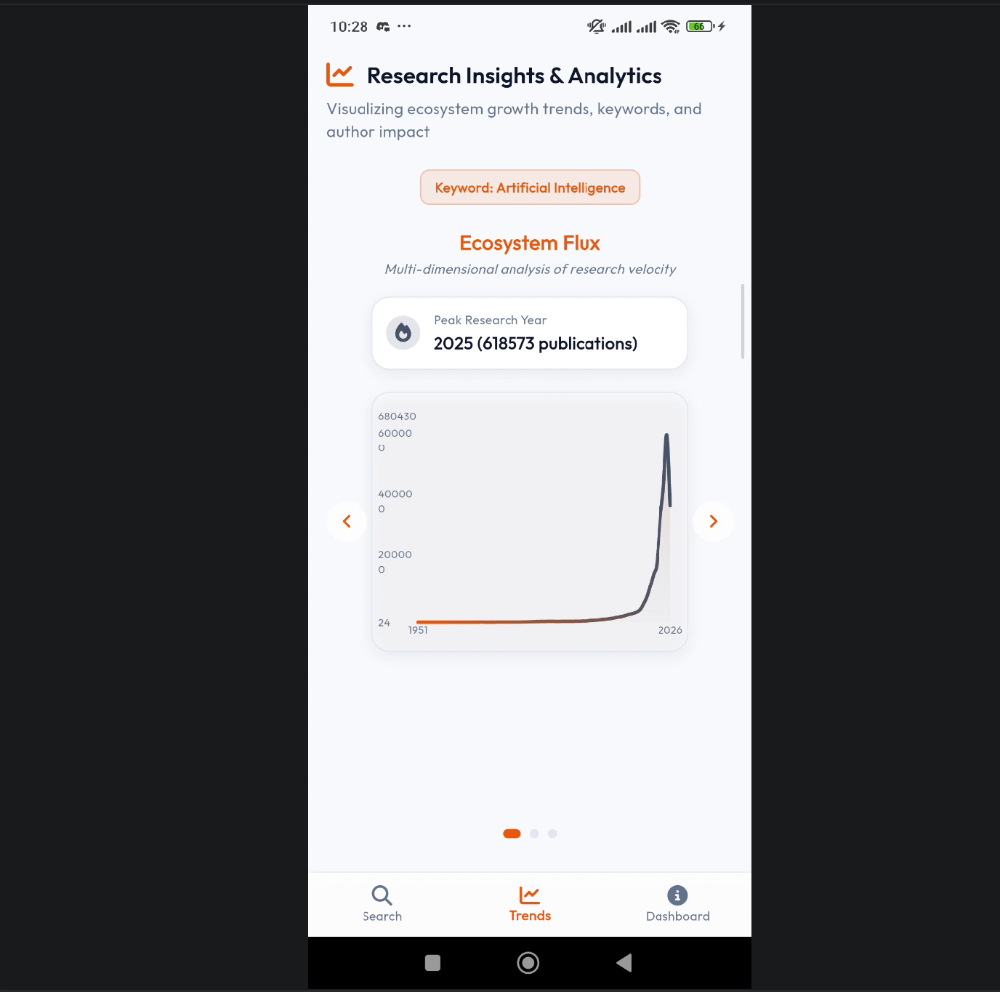 10:28
66
Research Insights & Analytics
Visualizing ecosystem growth trends, keywords, and
author impact
Keyword: Artificial Intelligence
Ecosystem Flux
Multi-dimensional analysis of research velocity
Peak Research Year
2025 (618573 publications)
680430
60000
0
40000
0
20000
0
24
1951
2026
Search
Trends
Dashboard